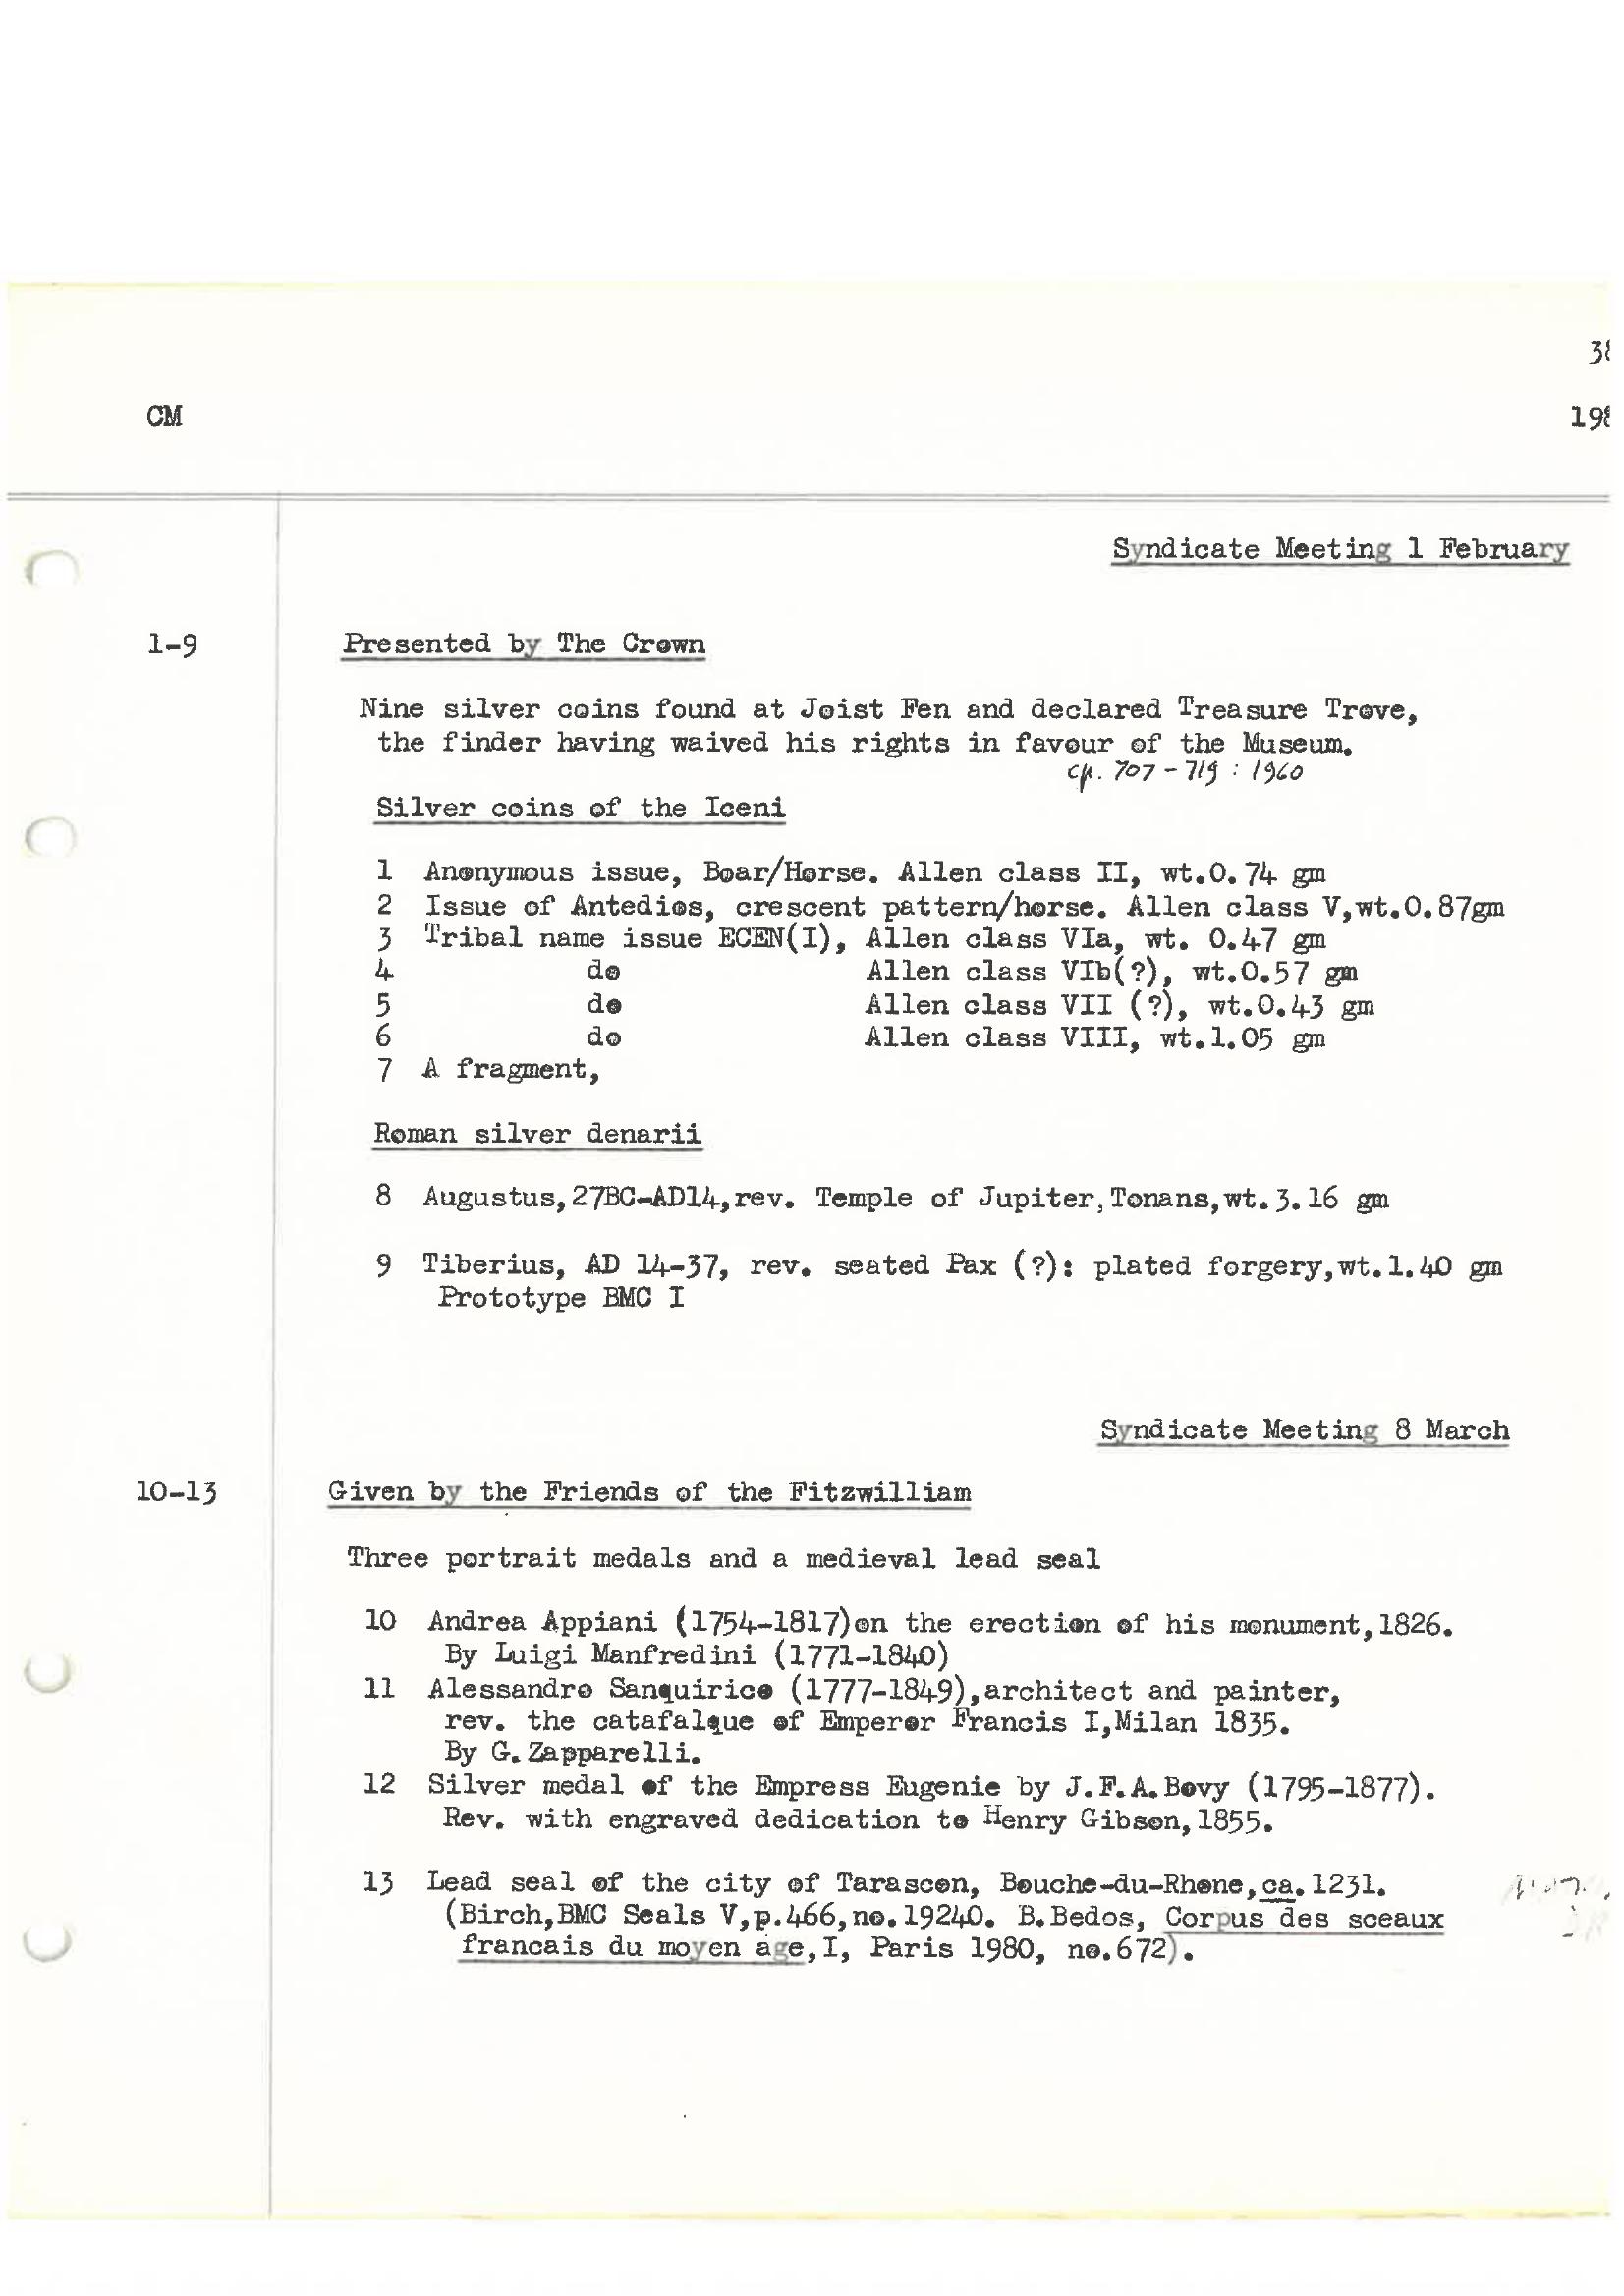 38
CM 198
Syndicate Meeting 1 February
1-9 Presented by The Crown
Nine silver coins found at Joist Fen and declared Treasure Trove,
the finder having waived his rights in favour of the Museum.
cp. 707 - 719 : 1960
Silver coins of the Iceni
1 Anonymous issue, Boar/Horse. Allen class II, wt.0.74 gm
2 Issue of Antedios, crescent pattern/horse. Allen class V,wt.0.87gm
3 Tribal name issue ECEN(I), Allen class VIa, wt. 0.47 gm
4 do Allen class VIb(?), wt.0.57 gm
5 do Allen class VII (?), wt.0.43 gm
6 do Allen class VIII, wt.1.05 gm
7 A fragment,
Roman silver denarii
8 Augustus,27BC-AD14,rev. Temple of Jupiter,Tonans,wt.3.16 gm
9 Tiberius, AD 14-37, rev. seated Pax (?): plated forgery,wt.1.40 gm
Prototype BMC I
Syndicate Meeting 8 March
10-13 Given by the Friends of the Fitzwilliam
Three portrait medals and a medieval lead seal
10 Andrea Appiani (1754-1817)on the erection of his monument,1826.
By Luigi Manfredini (1771-1840)
11 Alessandro Sanquirico (1777-1849),architect and painter,
rev. the catafalque of Emperor Francis I,Milan 1835.
By G.Zapparelli.
12 Silver medal of the Empress Eugenie by J.F.A.Bovy (1795-1877).
Rev. with engraved dedication to Henry Gibson,1855.
13 Lead seal of the city of Tarascon, Bouche-du-Rhone,ca.1231.
(Birch,BMC Seals V,p.466,no.19240. B.Bedos, Corpus des sceaux
francais du moyen age,I, Paris 1980, no.672).